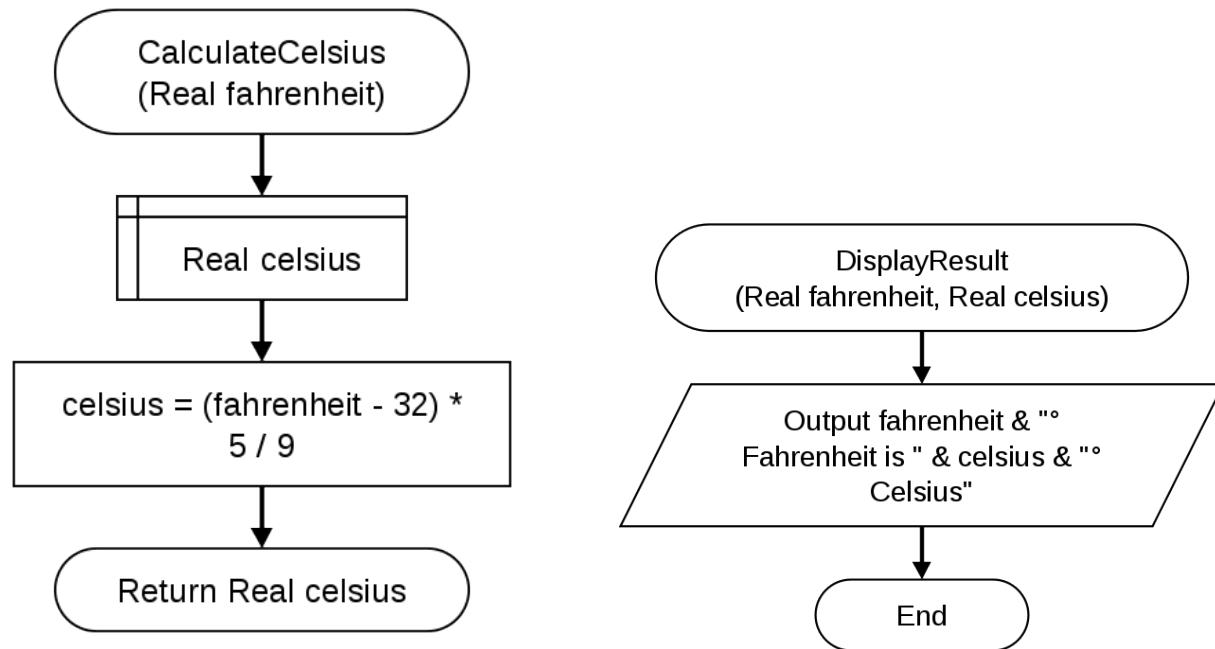 CalculateCelsius
(Real fahrenheit)
Real celsius
celsius = (fahrenheit - 32) *
5 / 9
Return Real celsius
DisplayResult
(Real fahrenheit, Real celsius)
Output fahrenheit & "°
Fahrenheit is " & celsius & "°
Celsius"
End